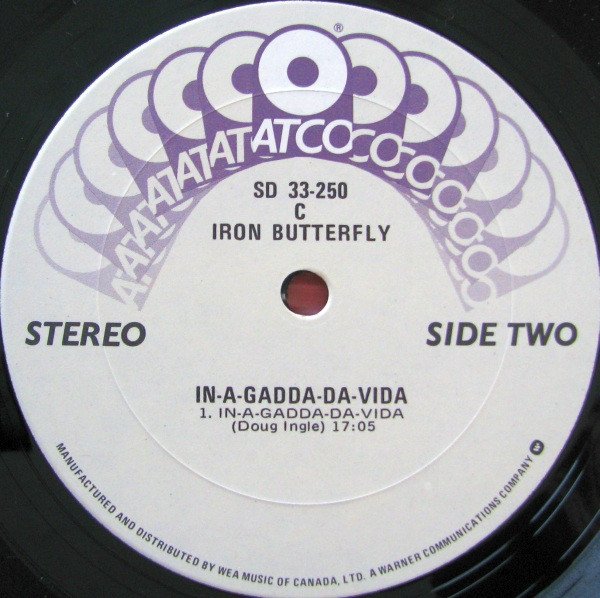 ®
ATATATATATATCOCOCOCOCOCO
SD 33-250
C
IRON BUTTERFLY
STEREO
SIDE TWO
IN-A-GADDA-DA-VIDA
1. IN-A-GADDA-DA-VIDA
(Doug Ingle) 17:05
MANUFACTURED AND DISTRIBUTED BY WEA MUSIC OF CANADA, LTD. A WARNER COMMUNICATIONS COMPANY